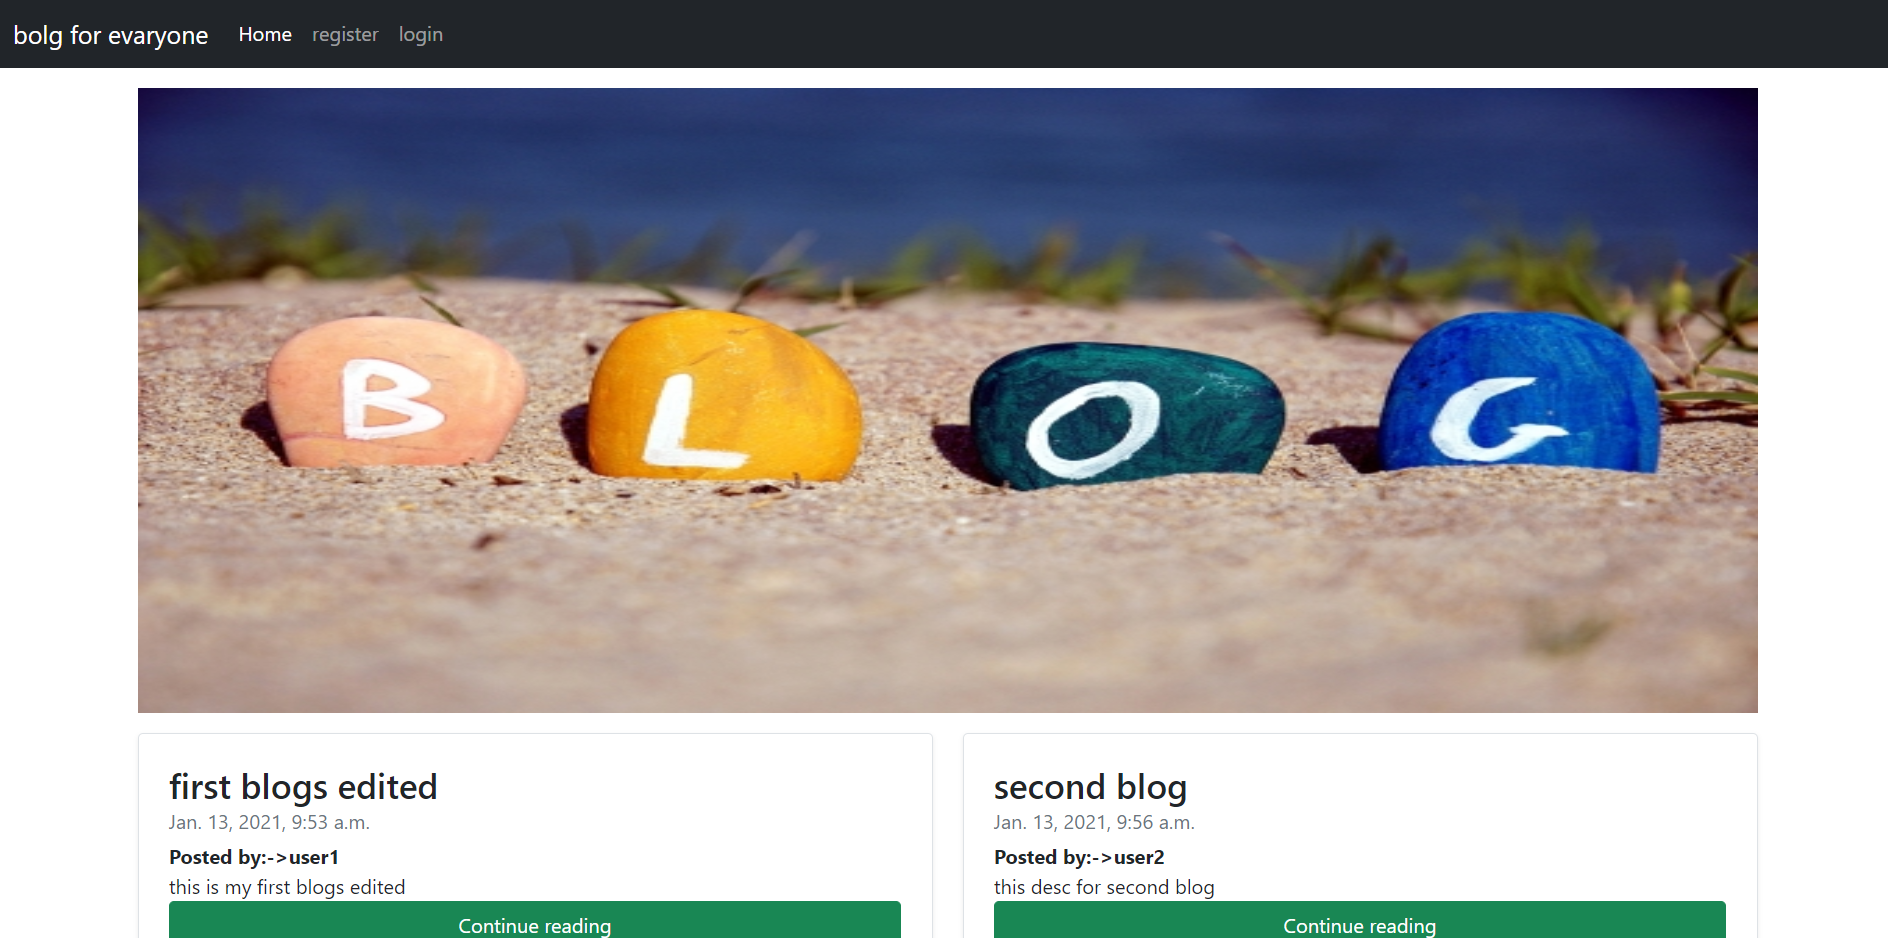 bolg for evaryone Home register login
B L O G
first blogs edited
Jan. 13, 2021, 9:53 a.m.
Posted by:->user1
this is my first blogs edited
Continue reading
second blog
Jan. 13, 2021, 9:56 a.m.
Posted by:->user2
this desc for second blog
Continue reading